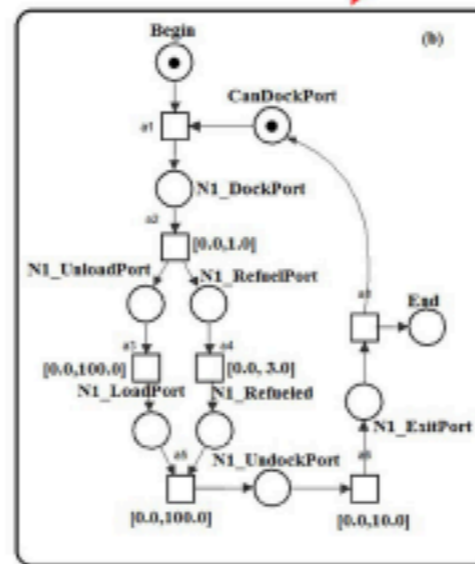 Begin
(b)
CanDockPort
a1
N1_DockPort
a2
[0.0,1.0]
N1_UnloadPort
N1_RefuelPort
End
a3
a4
[0.0,100.0]
[0.0, 3.0]
N1_LoadPort
N1_Refueled
N1_ExitPort
a5
N1_UndockPort
[0.0,100.0]
[0.0,10.0]